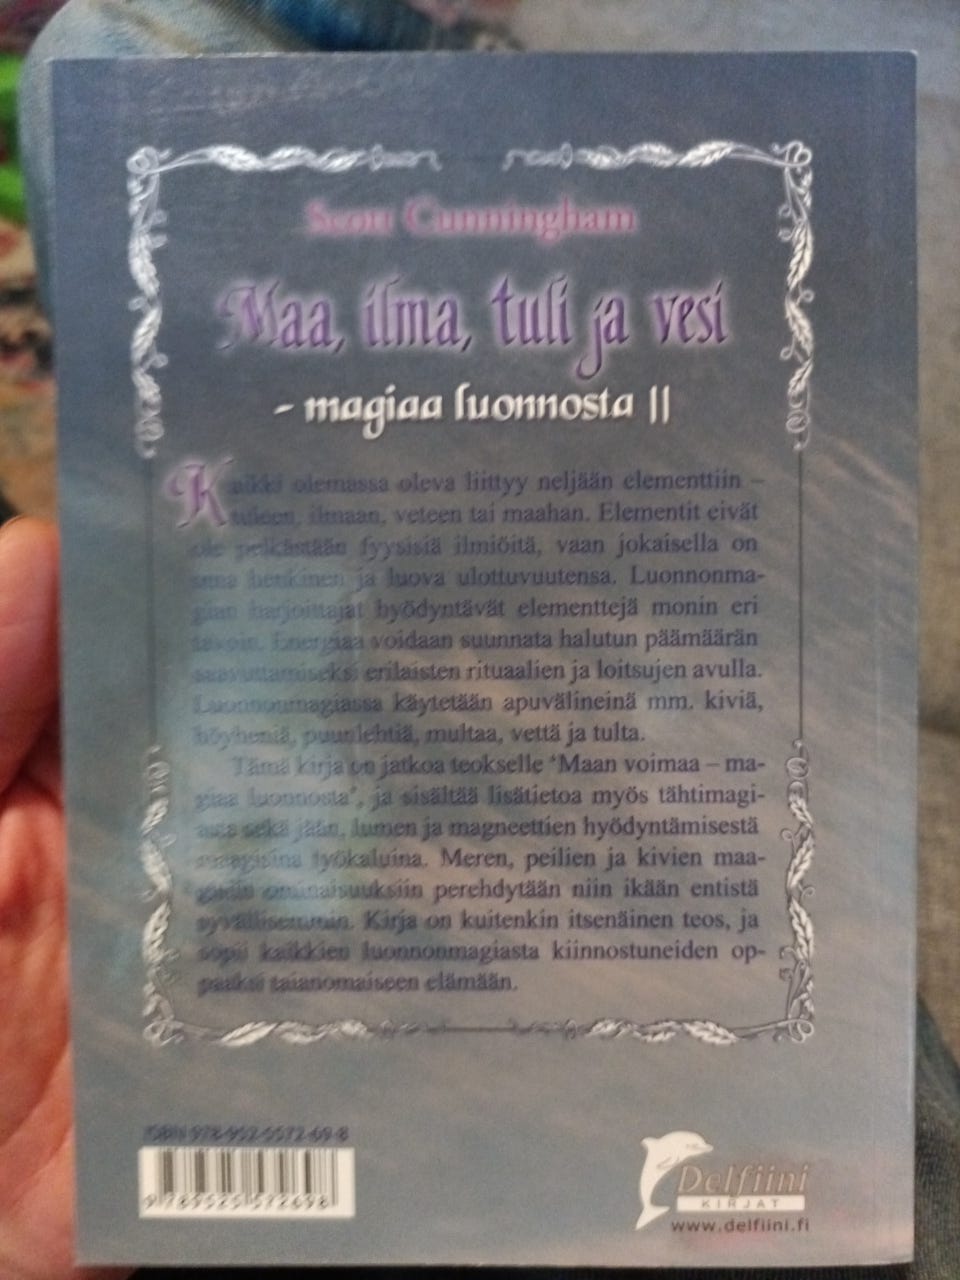 Scott Cunningham
Maa, ilma, tuli ja vesi
- magiaa luonnosta II
Kaikki olemassa oleva liittyy neljään elementtiin –
tuleen, ilmaan, veteen tai maahan. Elementit eivät
ole pelkästään fyysisiä ilmiöitä, vaan jokaisella on
oma henkinen ja luova ulottuvuutensa. Luonnonma-
gian harjoittajat hyödyntävät elementtejä monin eri
tavoin. Energiaa voidaan suunnata halutun päämäärän
saavuttamiseksi erilaisten rituaalien ja loitsujen avulla.
Luonnonmagiassa käytetään apuvälineinä mm. kiviä,
höyheniä, puunlehtiä, multaa, vettä ja tulta.
Tämä kirja on jatkoa teokselle 'Maan voimaa – ma-
giaa luonnosta', ja sisältää lisätietoa myös tähtimagi-
asta sekä jään, lumen ja magneettien hyödyntämisestä
maagisina työkaluina. Meren, peilien ja kivien maa-
gisiin ominaisuuksiin perehdytään niin ikään entistä
syvällisemmin. Kirja on kuitenkin itsenäinen teos, ja
sopii kaikkien luonnonmagiasta kiinnostuneiden op-
paaksi taianomaiseen elämään.
ISBN 978-952-5572-69-8
9 789525 572698
Delfiini
KIRJAT
www.delfiini.fi